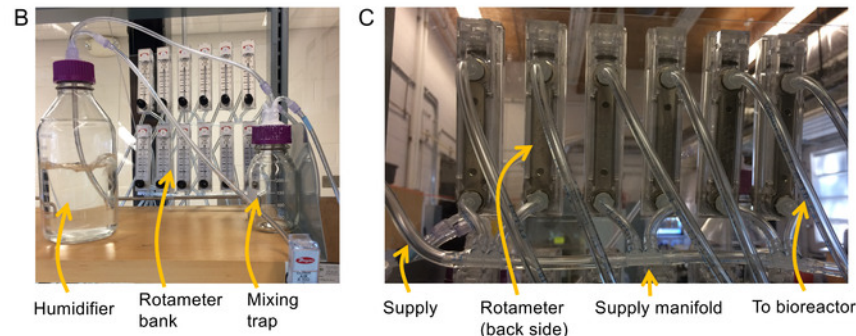 B
C
Humidifier
Rotameter
bank
Mixing
trap
Supply
Rotameter
(back side)
Supply manifold
To bioreactor